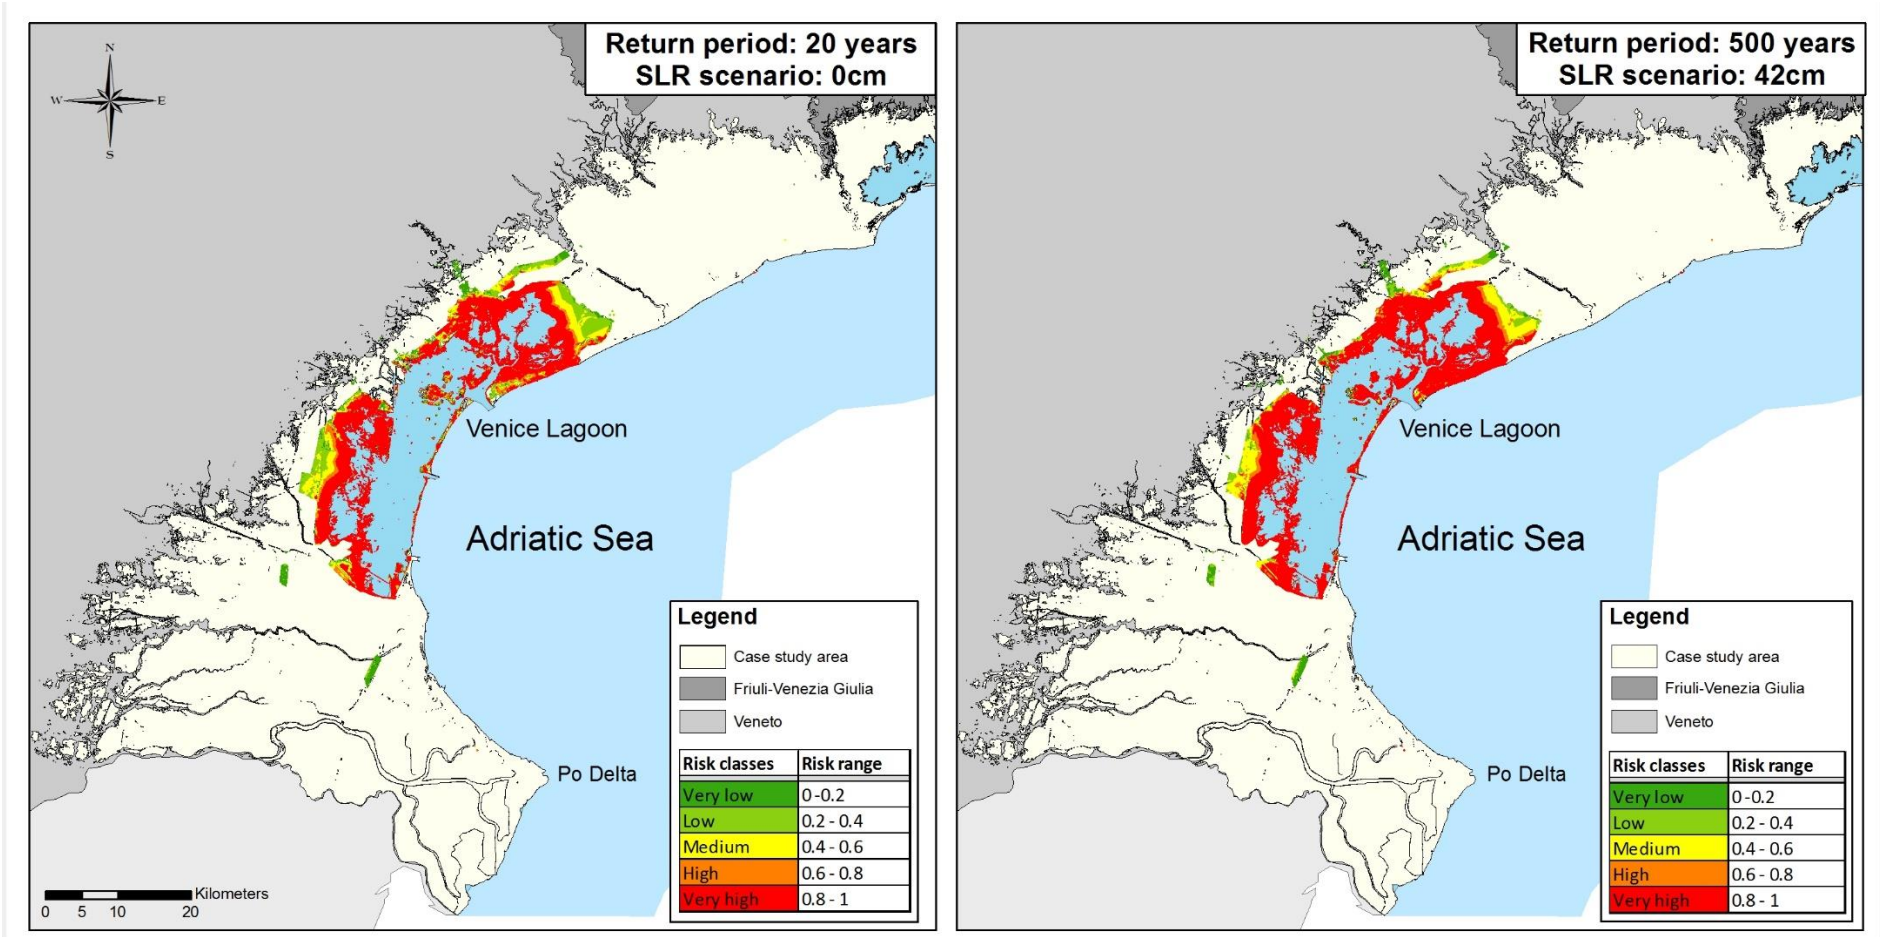 Return period: 20 years
SLR scenario: 0cm
N
W
E
S
Venice Lagoon
Adriatic Sea
Po Delta
Legend
Case study area
Friuli-Venezia Giulia
Veneto
Risk classes Risk range
Very low 0 -0.2
Low 0.2 - 0.4
Medium 0.4 - 0.6
High 0.6 - 0.8
Very high 0.8 - 1
Kilometers
0 5 10 20
Return period: 500 years
SLR scenario: 42cm
Venice Lagoon
Adriatic Sea
Po Delta
Legend
Case study area
Friuli-Venezia Giulia
Veneto
Risk classes Risk range
Very low 0 -0.2
Low 0.2 - 0.4
Medium 0.4 - 0.6
High 0.6 - 0.8
Very high 0.8 - 1